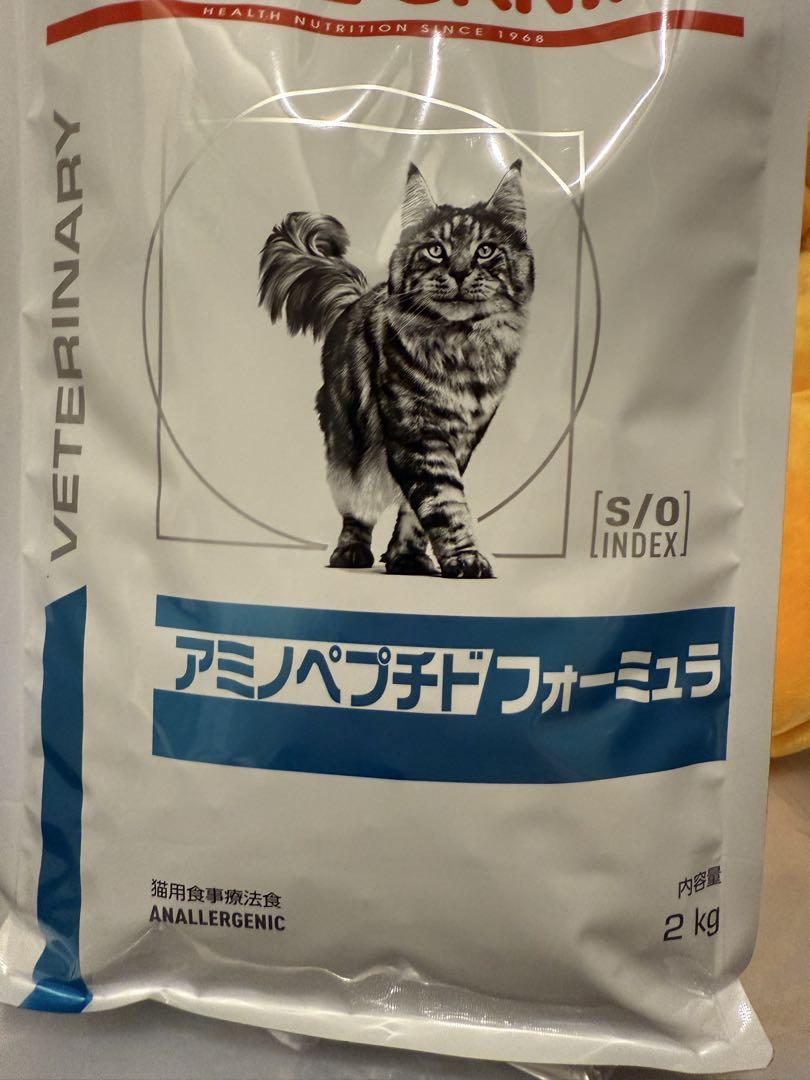 HEALTH NUTRITION SINCE 1968
VETERINARY
S/O
INDEX
アミノペプチドフォーミュラ
猫用食事療法食
ANALLERGENIC
内容量
2 kg